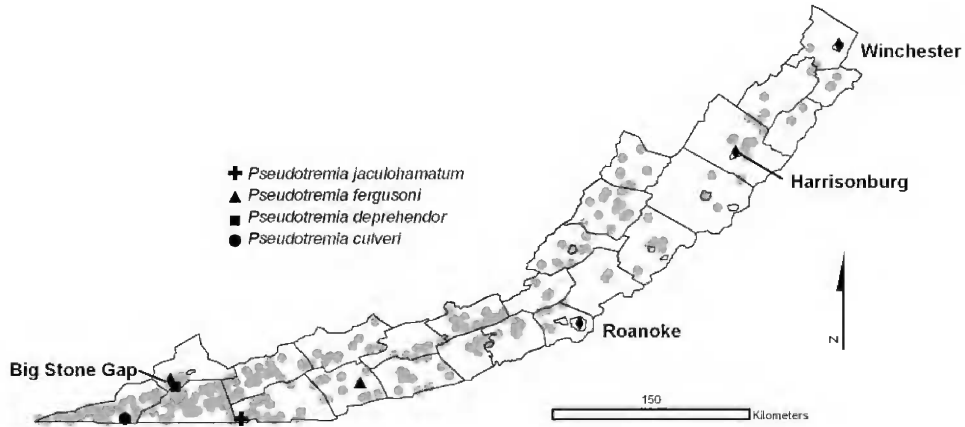 Winchester
Pseudotremia jaculohamatum
Pseudotremia fergusoni
Pseudotremia deprehendor
Pseudotremia culveri
Harrisonburg
Roanoke
N
Big Stone Gap
150
Kilometers